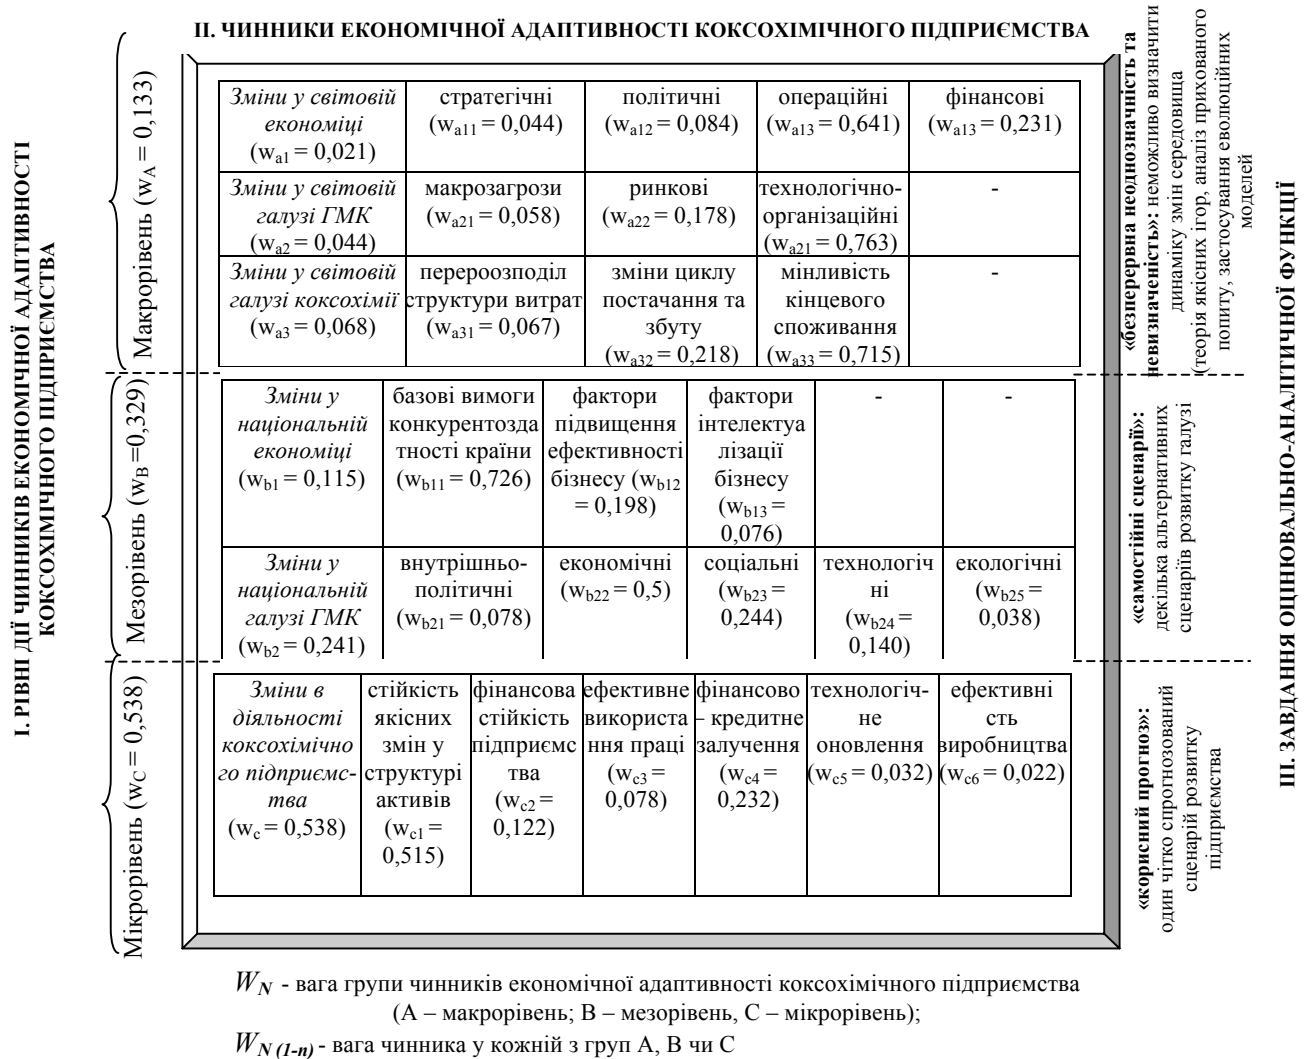 II. ЧИННИКИ ЕКОНОМІЧНОЇ АДАПТИВНОСТІ КОКСОХІМІЧНОГО ПІДПРИЄМСТВА
I. РІВНІ ДІЇ ЧИННИКІВ ЕКОНОМІЧНОЇ АДАПТИВНОСТІ
КОКСОХІМІЧНОГО ПІДПРИЄМСТВА
Макрорівень (wA = 0,133)
Зміни у світовій
економіці
(wa1 = 0,021)
стратегічні
(wa11 = 0,044)
політичні
(wa12 = 0,084)
операційні
(wa13 = 0,641)
фінансові
(wa13 = 0,231)
Зміни у світовій
галузі ГМК
(wa2 = 0,044)
макрозагрози
(wa21 = 0,058)
ринкові
(wa22 = 0,178)
технологічно-
організаційні
(wa21 = 0,763)
-
Зміни у світовій
галузі коксохімії
(wa3 = 0,068)
перероозподіл
структури витрат
(wa31 = 0,067)
зміни циклу
постачання та
збуту
(wa32 = 0,218)
мінливість
кінцевого
споживання
(wa33 = 0,715)
-
«безперервна неоднозначність та
невизначеність»: неможливо визначити
динаміку змін середовища
(теорія якісних ігор, аналіз прихованого
попиту, застосування еволюційних
моделей
Мезорівень (wB =0,329)
Зміни у
національній
економіці
(wb1 = 0,115)
базові вимоги
конкурентозда
тності країни
(wb11 = 0,726)
фактори
підвищення
ефективності
бізнесу (wb12
= 0,198)
фактори
інтелектуа
лізації
бізнесу
(wb13 =
0,076)
-
-
Зміни у
національній
галузі ГМК
(wb2 = 0,241)
внутрішньо-
політичні
(wb21 = 0,078)
економічні
(wb22 = 0,5)
соціальні
(wb23 =
0,244)
технологіч
ні
(wb24 =
0,140)
екологічні
(wb25 =
0,038)
«самостійні сценарії»:
декілька альтернативних
сценаріїв розвитку галузі
Мікрорівень (wC = 0,538)
Зміни в
діяльності
коксохімічно
го підприємс-
тва
(wc = 0,538)
стійкість
якісних
змін у
структурі
активів
(wc1 =
0,515)
фінансова
стійкість
підприємс
тва
(wc2 =
0,122)
ефективне
використа
ння праці
(wc3 =
0,078)
фінансово
– кредитне
залучення
(wc4 =
0,232)
технологіч-
не
оновлення
(wc5 = 0,032)
ефективні
сть
виробництва
(wc6 = 0,022)
«корисний прогноз»:
один чітко спрогнозований
сценарій розвитку
підприємства
III. ЗАВДАННЯ ОЦІНЮВАЛЬНО-АНАЛІТИЧНОЇ ФУНКЦІЇ
WN - вага групи чинників економічної адаптивності коксохімічного підприємства
(А – макрорівень; В – мезорівень, С – мікрорівень);
WN (1-n) - вага чинника у кожній з груп А, В чи С